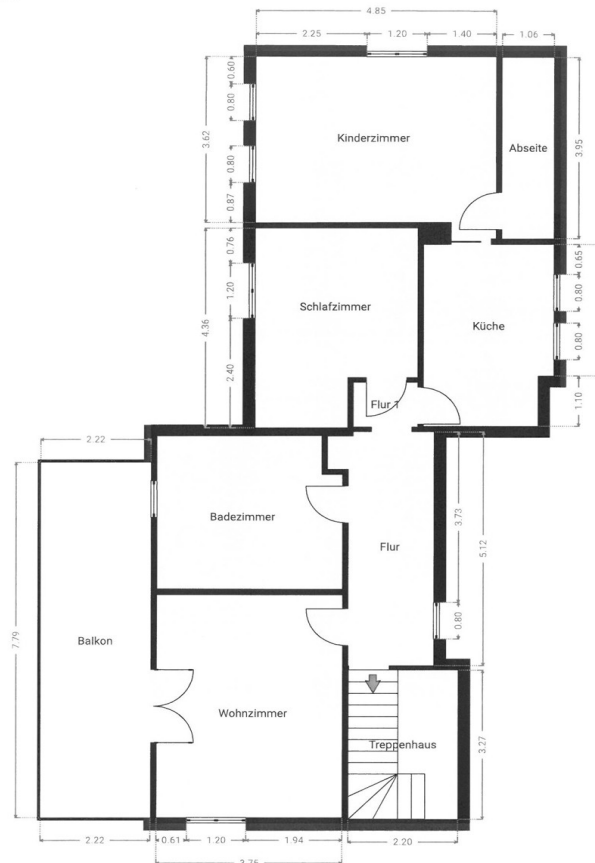 4.85
2.25 1.20 1.40 1.06
0.60
0.80
3.62
0.80
0.87
Kinderzimmer
Abseite
3.95
0.76
1.20
4.36
2.40
Schlafzimmer
Küche
0.65
0.80
0.80
1.10
Flur 1
2.22
Badezimmer
Flur
3.73
5.12
0.80
7.79
Balkon
Wohnzimmer
Treppenhaus
3.27
2.22 0.61 1.20 1.94 2.20
3.75